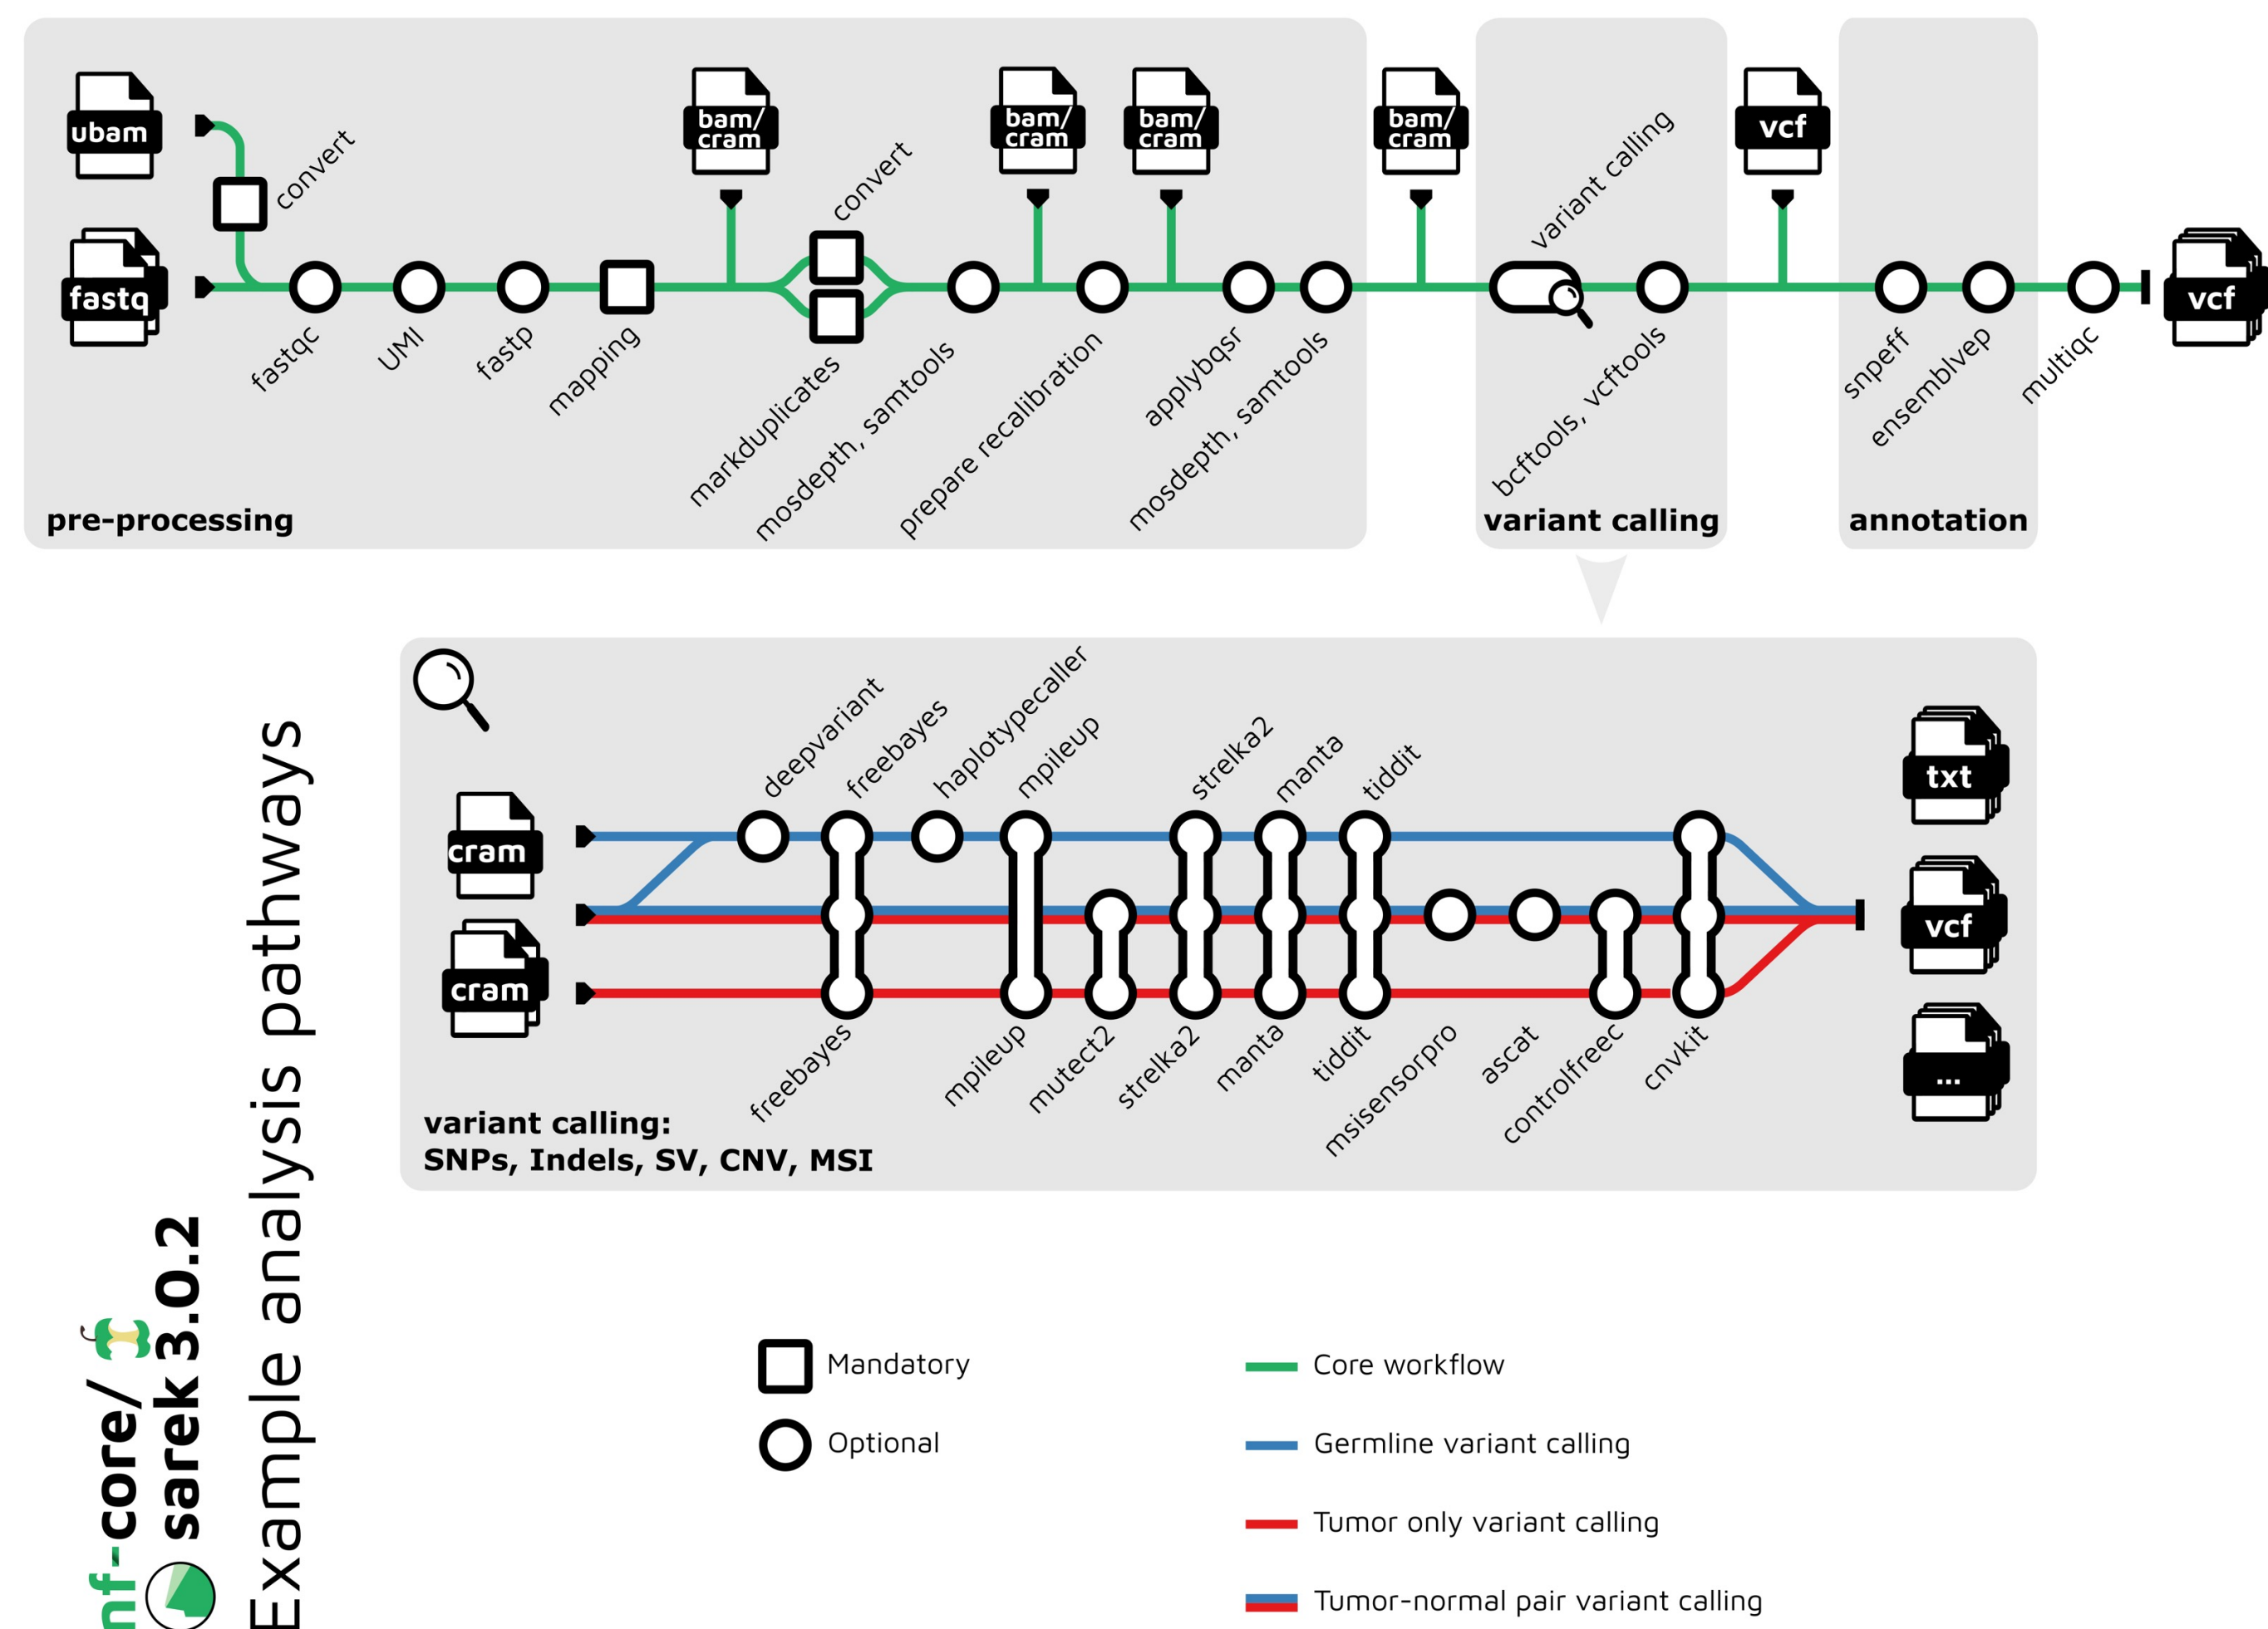 ubam
convert
fastq
fastqc
UMI
fastp
mapping
bam/
cram
convert
markduplicates
mosdepth, samtools
bam/
cram
prepare recalibration
bam/
cram
applybqsr
mosdepth, samtools
pre-processing
bam/
cram
variant calling
bcftools, vcftools
variant calling
vcf
snpeff
ensemblvep
annotation
multiqc
vcf
cram
cram
deepvariant
freebayes
haplotypecaller
mpileup
strelka2
manta
tiddit
freebayes
mpileup
mutect2
strelka2
manta
tiddit
msisensorpro
ascat
controlfreec
cnvkit
txt
vcf
...
variant calling:
SNPs, Indels, SV, CNV, MSI
nf-core/
sarek 3.0.2
Example analysis pathways
Mandatory
Optional
Core workflow
Germline variant calling
Tumor only variant calling
Tumor-normal pair variant calling